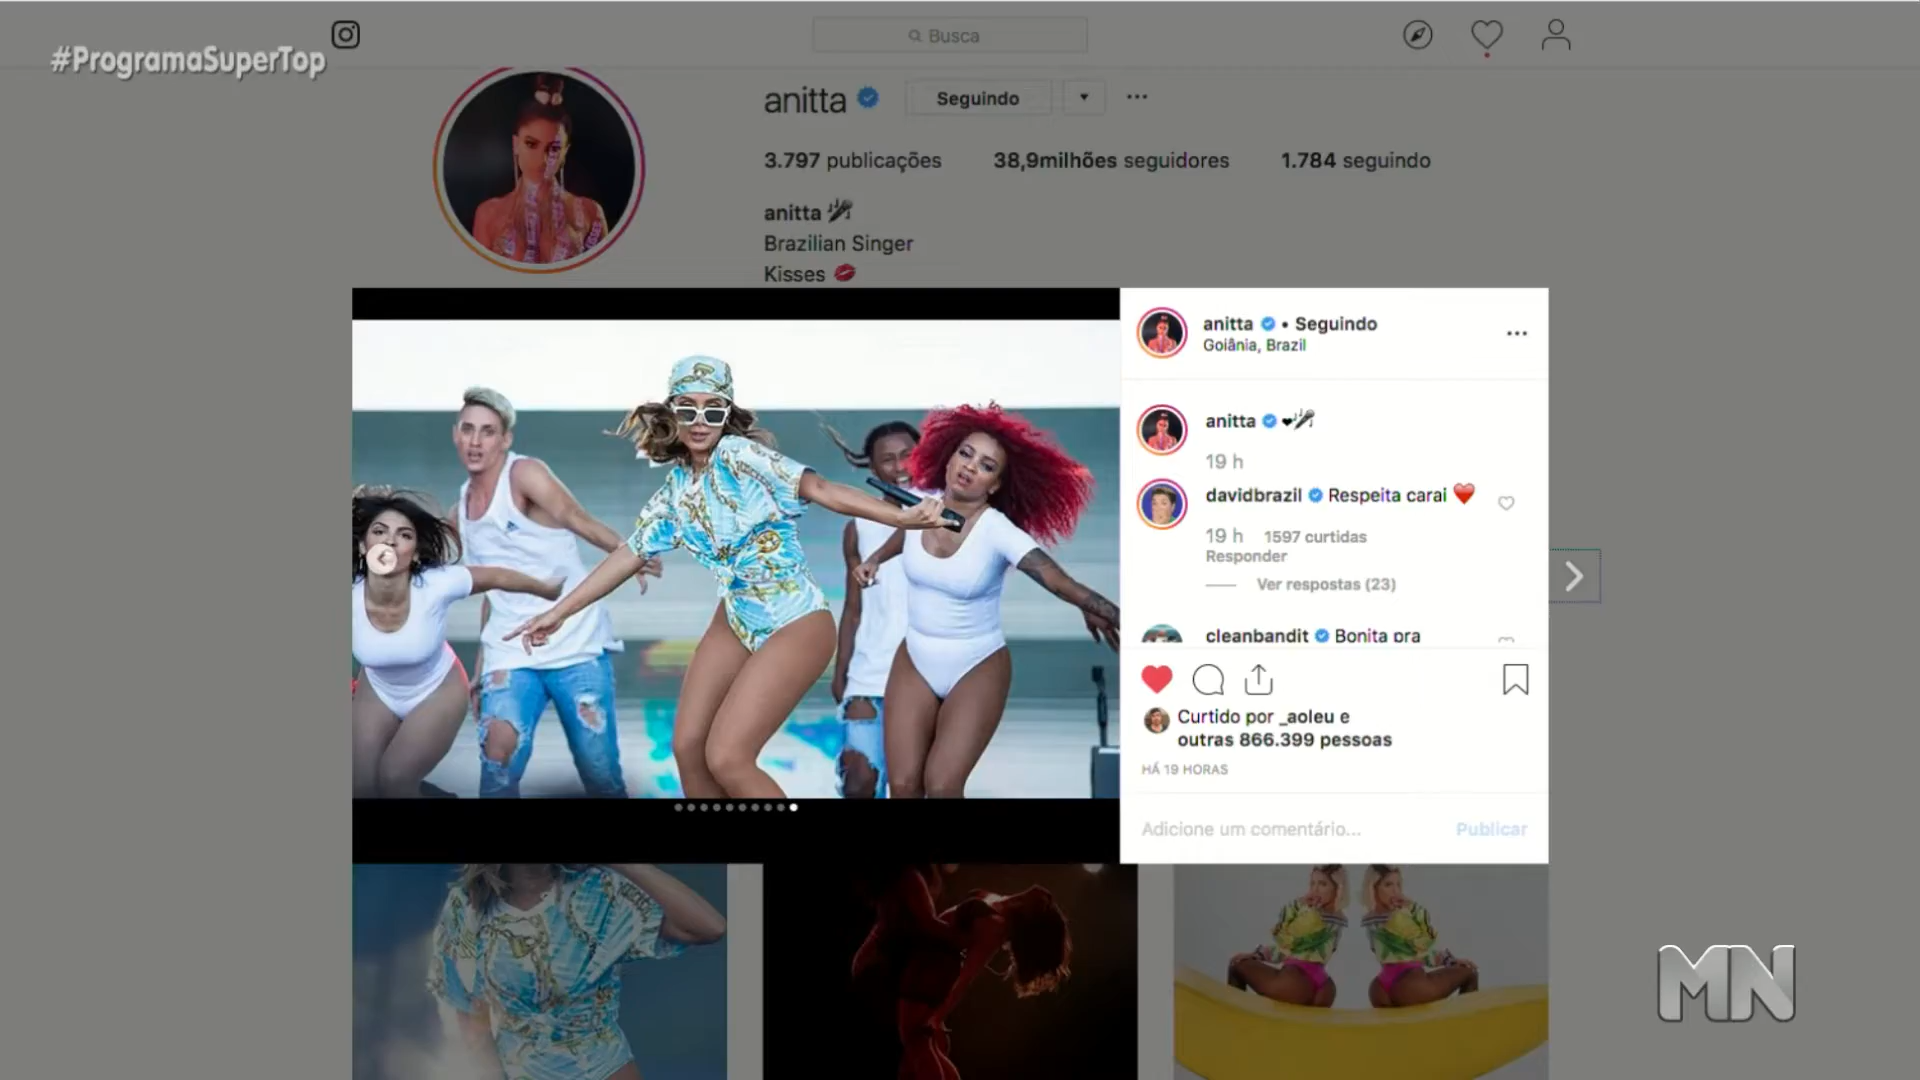 #ProgramaSuperTop
Busca
anitta
Seguindo
3.797 publicações
38,9milhões seguidores
1.784 seguindo
anitta
Brazilian Singer
Kisses
anitta • Seguindo
Goiânia, Brazil
anitta
19 h
davidbrazil Respeita carai
19 h 1597 curtidas
Responder
Ver respostas (23)
cleanbandit Bonita pra
Curtido por _aoleu e
outras 866.399 pessoas
HÁ 19 HORAS
Adicione um comentário...
Publicar
MN